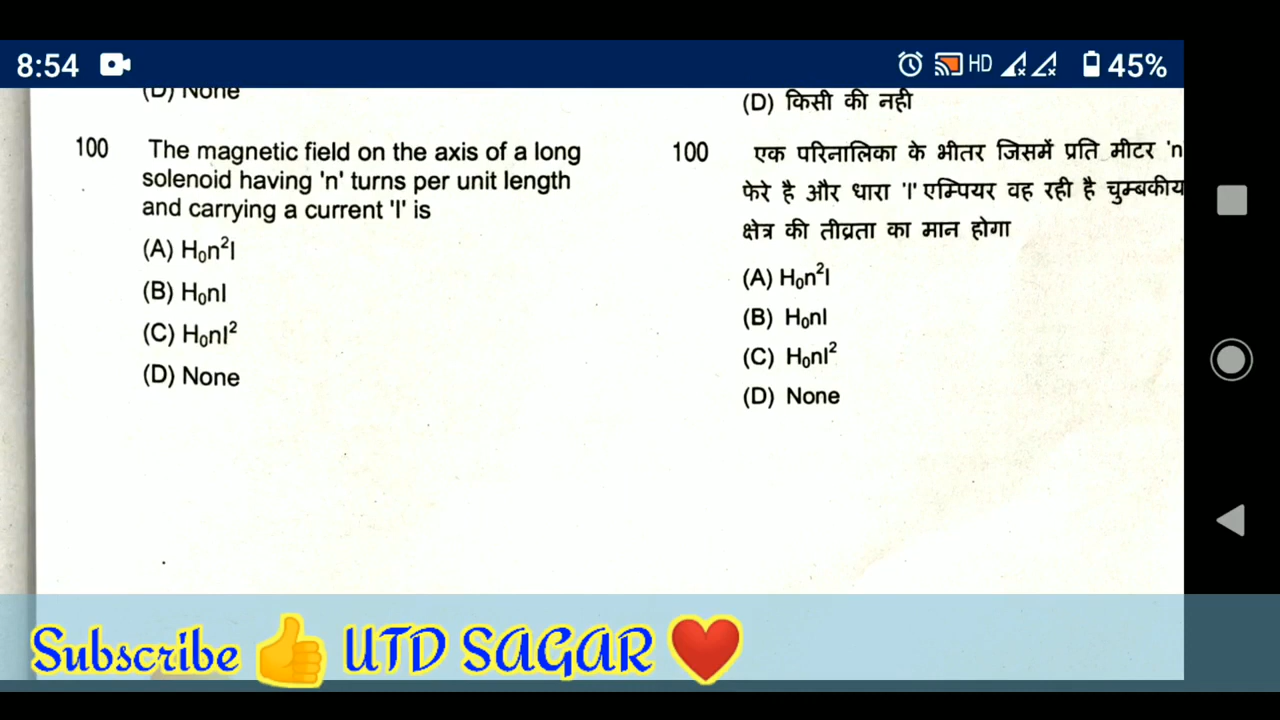 8:54
HD
45%
(D) None
(D) किसी की नही
100 The magnetic field on the axis of a long
solenoid having 'n' turns per unit length
and carrying a current 'I' is
(A) H₀n²I
(B) H₀nI
(C) H₀nI²
(D) None
100 एक परिनालिका के भीतर जिसमें प्रति मीटर 'n
फेरे है और धारा 'I' एम्पियर वह रही है चुम्बकीय
क्षेत्र की तीव्रता का मान होगा
(A) H₀n²I
(B) H₀nI
(C) H₀nI²
(D) None
Subscribe 👍 UTD SAGAR ❤️